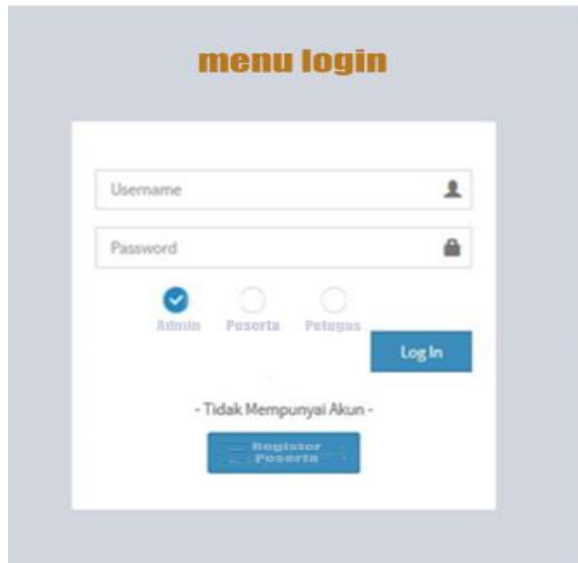 menu login
Username
Password
Admin Peserta Petugas
Log In
- Tidak Mempunyai Akun -
Register
Peserta